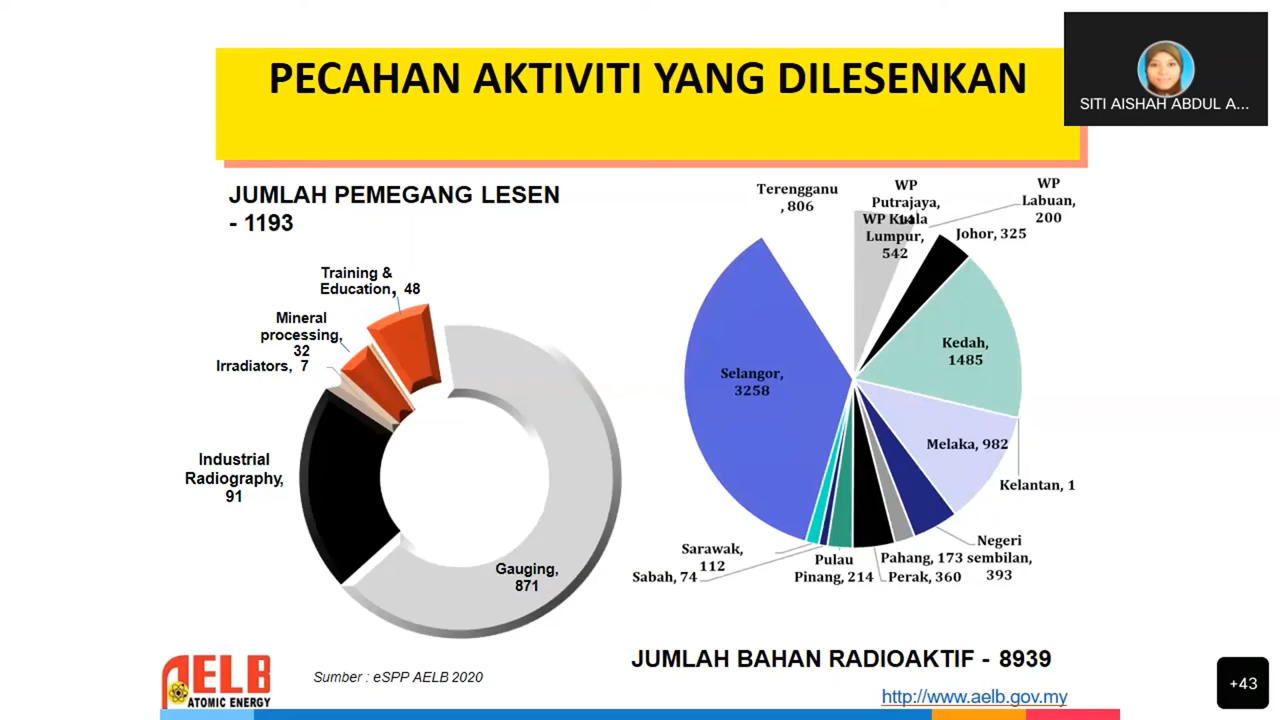 PECAHAN AKTIVITI YANG DILESENKAN
SITI AISHAH ABDUL A...
JUMLAH PEMEGANG LESEN
- 1193
Training &
Education, 48
Mineral
processing,
32
Irradiators, 7
Industrial
Radiography,
91
Gauging,
871
Terengganu
, 806
WP
Putrajaya,
WP Kuala
Lumpur,
542
WP
Labuan,
200
Johor, 325
Kedah,
1485
Selangor,
3258
Melaka, 982
Kelantan, 1
Negeri
sembilan,
393
Pahang, 173
Perak, 360
Pulau
Pinang, 214
Sarawak,
112
Sabah, 74
JUMLAH BAHAN RADIOAKTIF - 8939
AELB
ATOMIC ENERGY
Sumber : eSPP AELB 2020
http://www.aelb.gov.my
+43